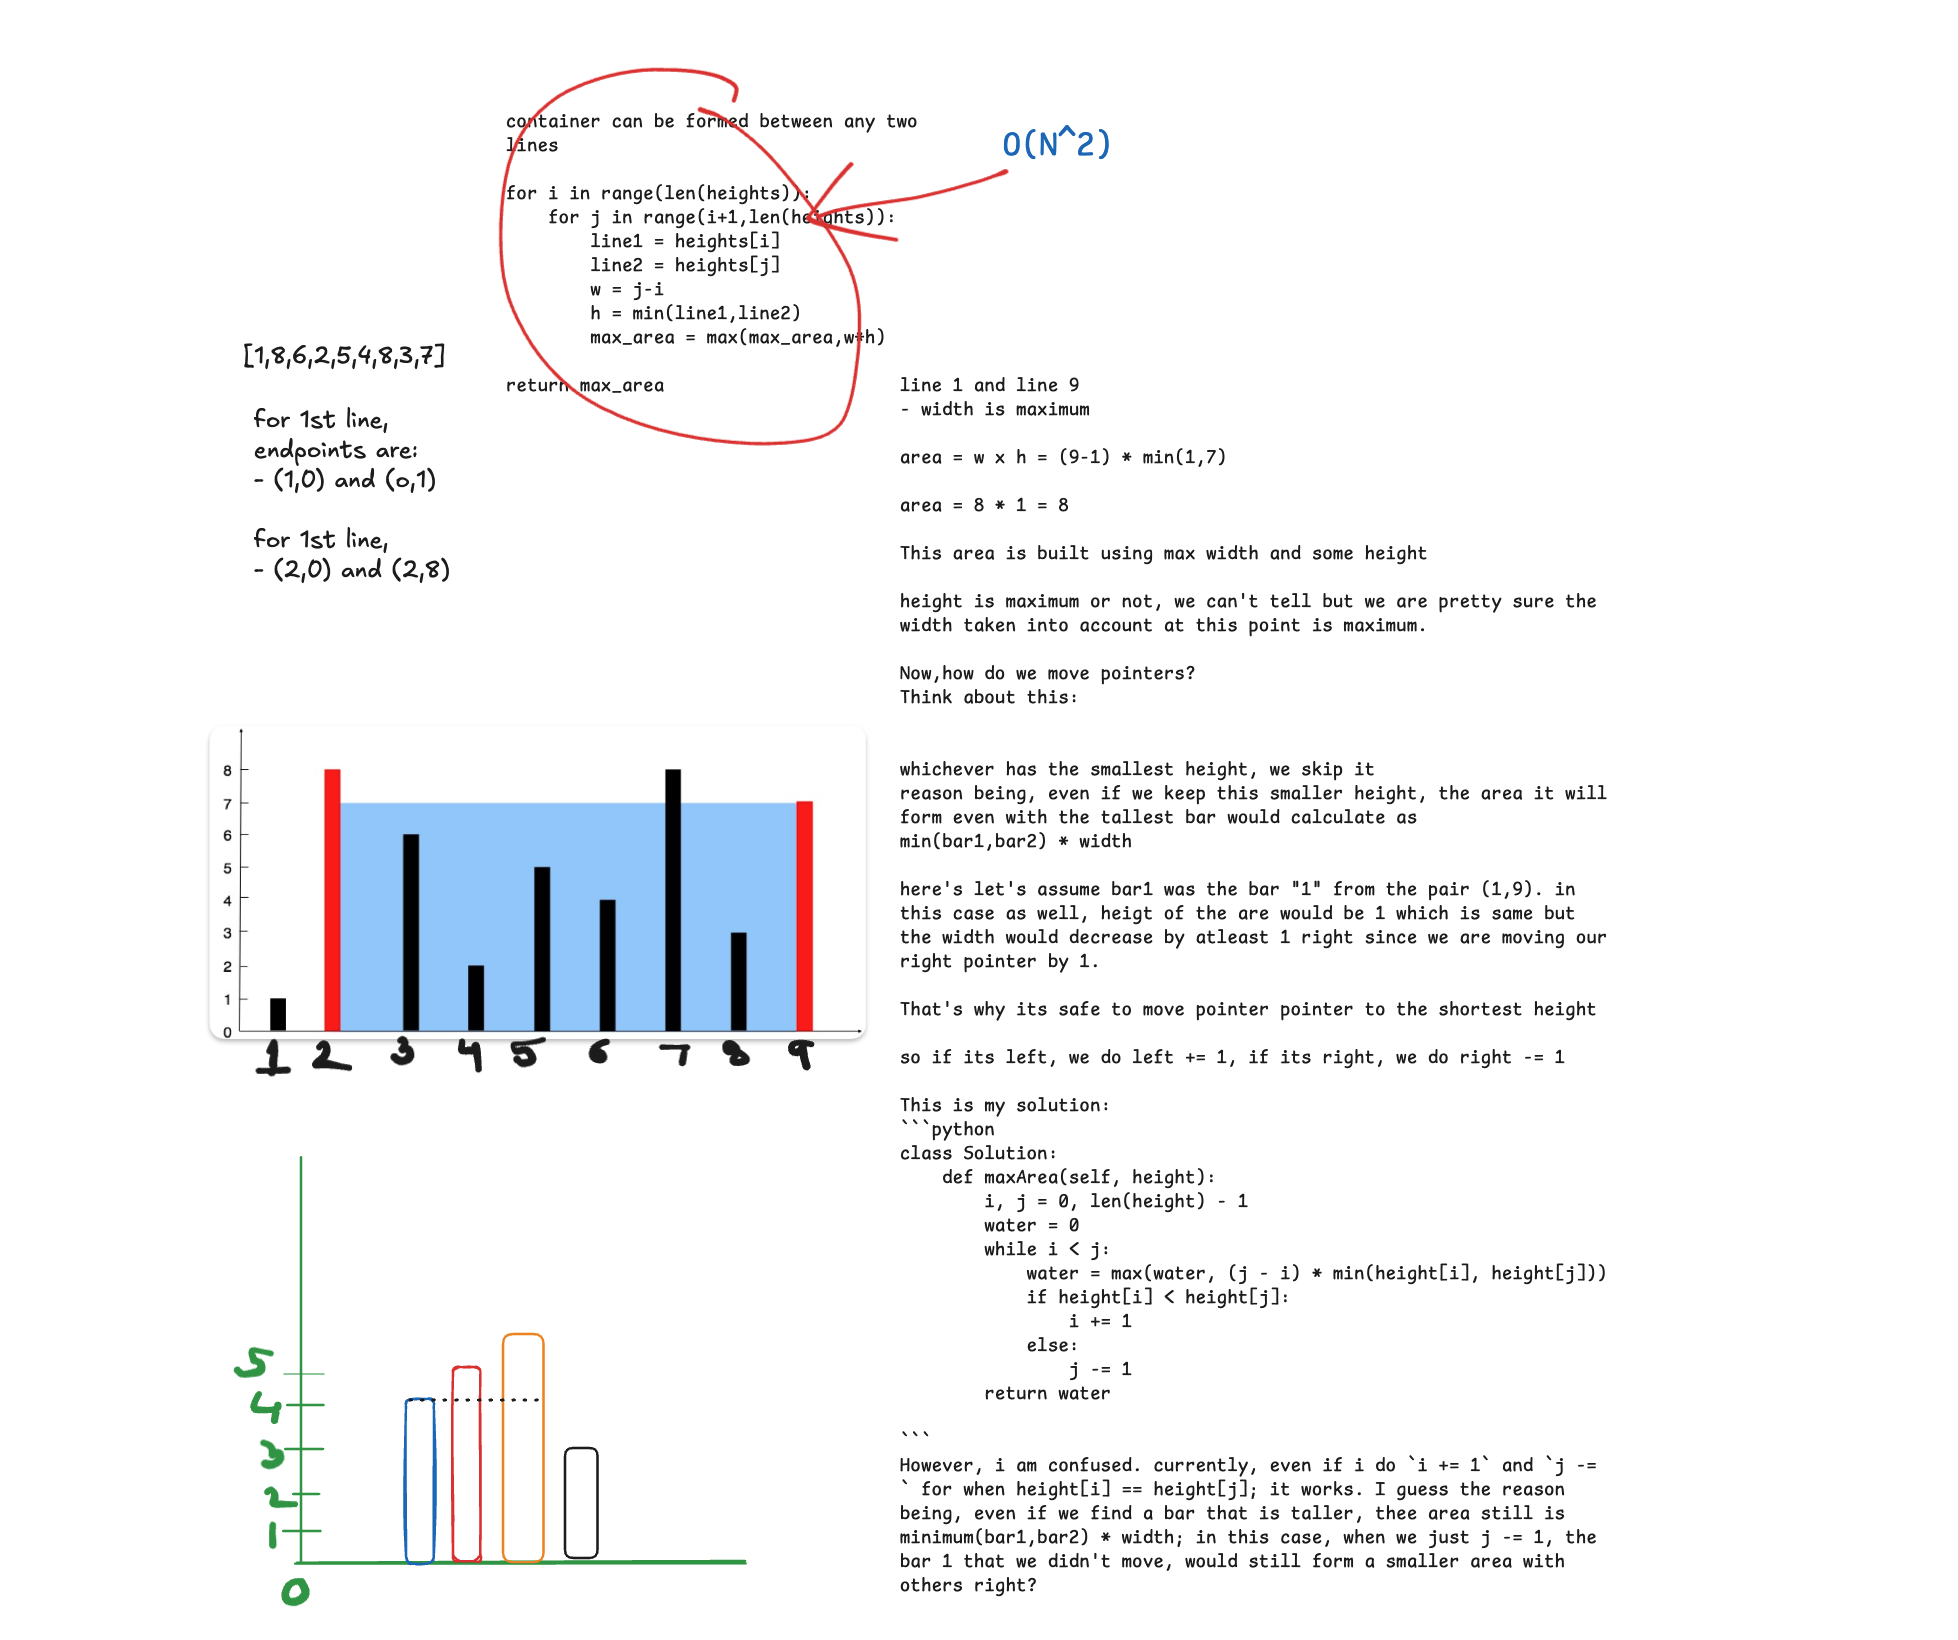 container can be formed between any two
lines
for i in range(len(heights)):
    for j in range(i+1,len(heights)):
        line1 = heights[i]
        line2 = heights[j]
        w = j-i
        h = min(line1,line2)
        max_area = max(max_area,w*h)
return max_area
O(N^2)
[1,8,6,2,5,4,8,3,7]
for 1st line,
endpoints are:
- (1,0) and (0,1)
for 1st line,
- (2,0) and (2,8)
8
7
6
5
4
3
2
1
0
1 2 3 4 5 6 7 8 9
5
4
3
2
1
0
line 1 and line 9
- width is maximum
area = w x h = (9-1) * min(1,7)
area = 8 * 1 = 8
This area is built using max width and some height
height is maximum or not, we can't tell but we are pretty sure the
width taken into account at this point is maximum.
Now,how do we move pointers?
Think about this:
whichever has the smallest height, we skip it
reason being, even if we keep this smaller height, the area it will
form even with the tallest bar would calculate as
min(bar1,bar2) * width
here's let's assume bar1 was the bar "1" from the pair (1,9). in
this case as well, heigt of the are would be 1 which is same but
the width would decrease by atleast 1 right since we are moving our
right pointer by 1.
That's why its safe to move pointer pointer to the shortest height
so if its left, we do left += 1, if its right, we do right -= 1
This is my solution:
```python
class Solution:
    def maxArea(self, height):
        i, j = 0, len(height) - 1
        water = 0
        while i < j:
            water = max(water, (j - i) * min(height[i], height[j]))
            if height[i] < height[j]:
                i += 1
            else:
                j -= 1
        return water
```
However, i am confused. currently, even if i do `i += 1` and `j -=
` for when height[i] == height[j]; it works. I guess the reason
being, even if we find a bar that is taller, thee area still is
minimum(bar1,bar2) * width; in this case, when we just j -= 1, the
bar 1 that we didn't move, would still form a smaller area with
others right?